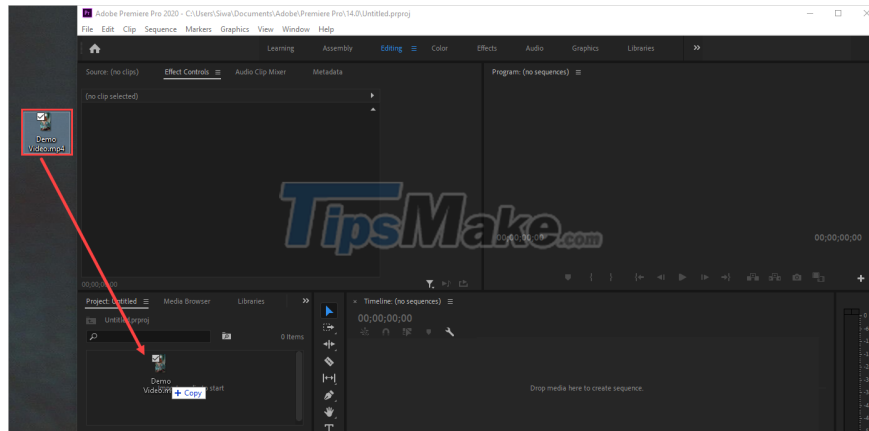 Adobe Premiere Pro 2020 - C:\Users\Siwa\Documents\Adobe\Premiere Pro\14.0\Untitled.prproj
File Edit Clip Sequence Markers Graphics View Window Help
Learning Assembly Editing Color Effects Audio Graphics Libraries
Source: (no clips) Effect Controls Audio Clip Mixer Metadata Program: (no sequences)
(no clip selected)
Demo
Video.mp4
TipsMake.com
00;00;00;00 00;00;00;00
00;00;00;00
Project: Untitled Media Browser Libraries Timeline: (no sequences)
Untitled.prproj 00;00;00;00
0 Items
Demo
start
Copy
Drop media here to create sequence.